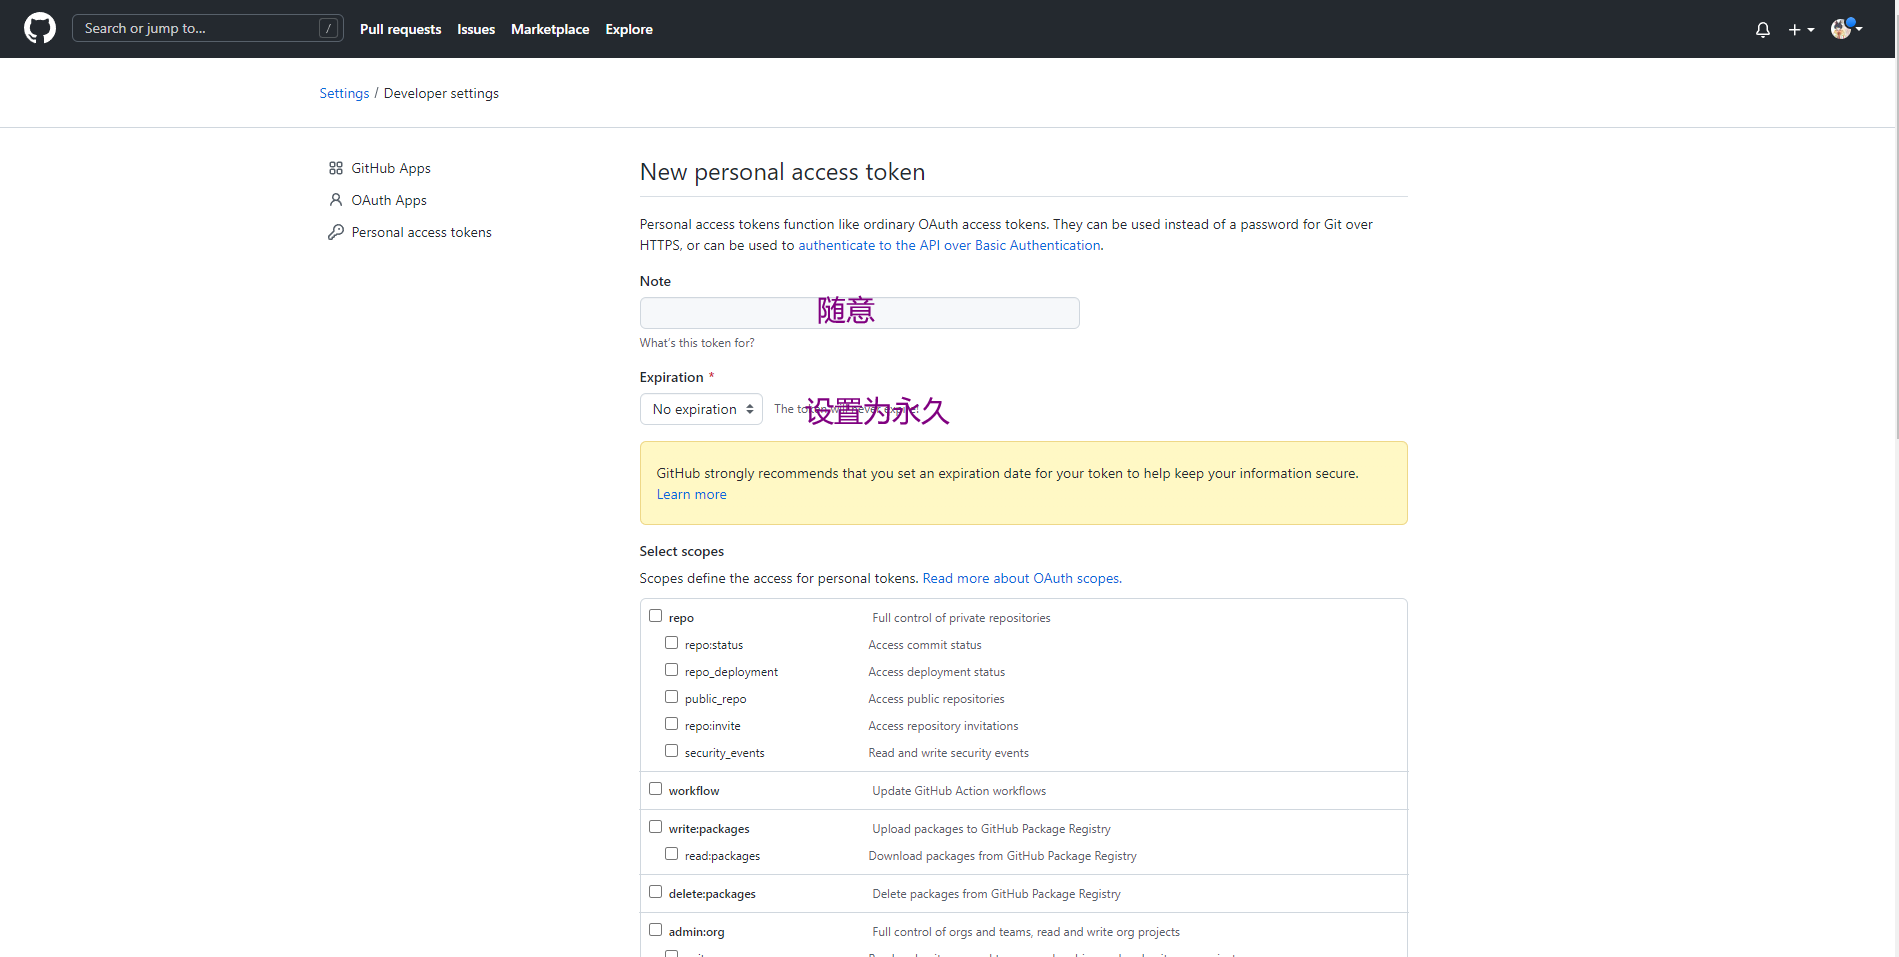 Search or jump to... /
Pull requests Issues Marketplace Explore
Settings / Developer settings
GitHub Apps
OAuth Apps
Personal access tokens
New personal access token
Personal access tokens function like ordinary OAuth access tokens. They can be used instead of a password for Git over
HTTPS, or can be used to authenticate to the API over Basic Authentication.
Note
随意
What's this token for?
Expiration *
No expiration The token will never expire!
设置为永久
GitHub strongly recommends that you set an expiration date for your token to help keep your information secure.
Learn more
Select scopes
Scopes define the access for personal tokens. Read more about OAuth scopes.
repo Full control of private repositories
repo:status Access commit status
repo_deployment Access deployment status
public_repo Access public repositories
repo:invite Access repository invitations
security_events Read and write security events
workflow Update GitHub Action workflows
write:packages Upload packages to GitHub Package Registry
read:packages Download packages from GitHub Package Registry
delete:packages Delete packages from GitHub Package Registry
admin:org Full control of orgs and teams, read and write org projects